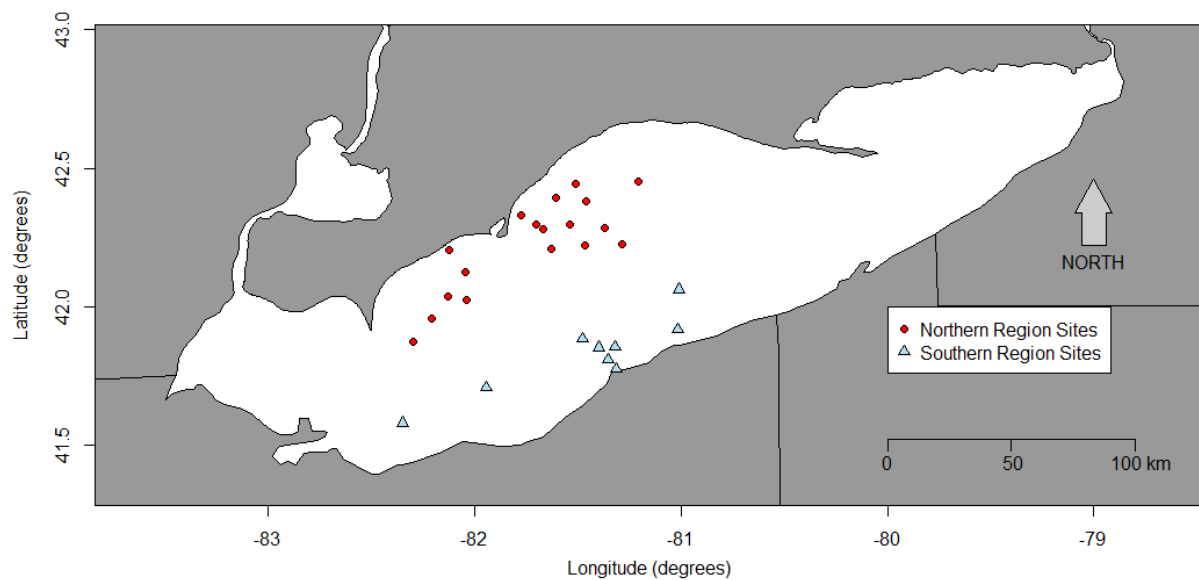 43.0
42.5
42.0
41.5
Latitude (degrees)
NORTH
Northern Region Sites
Southern Region Sites
0 50 100 km
-83 -82 -81 -80 -79
Longitude (degrees)